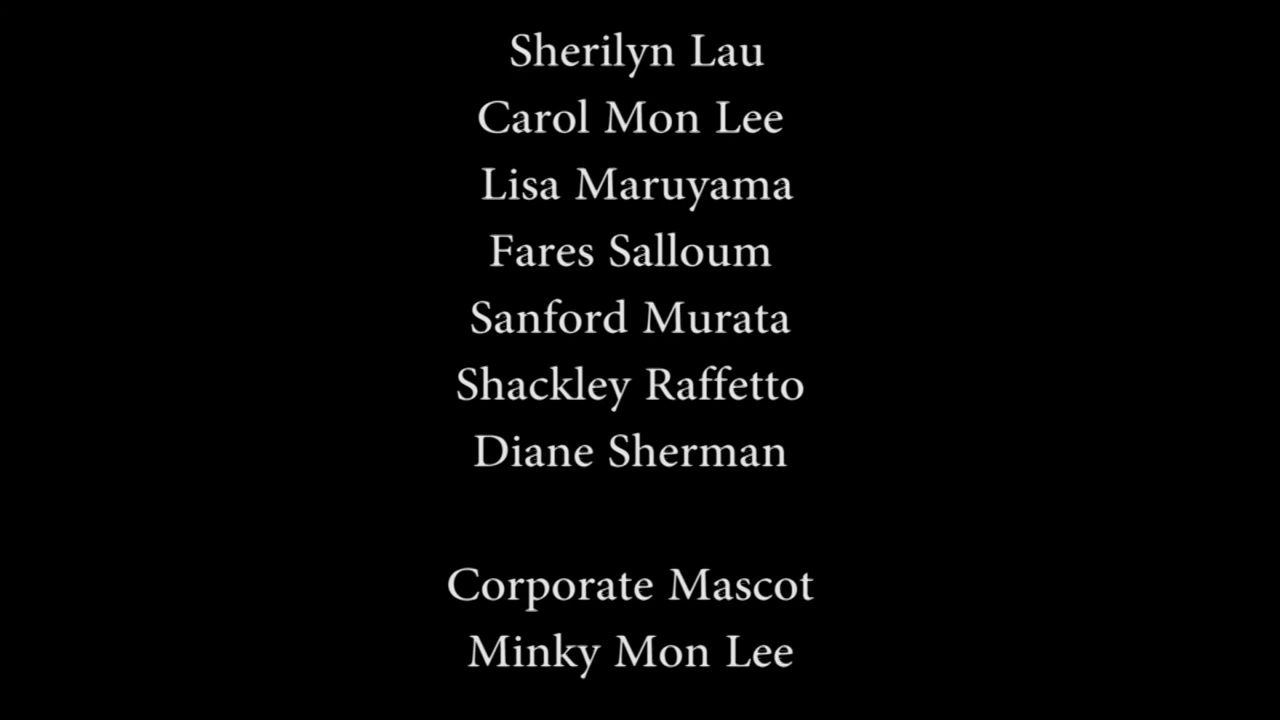 Sherilyn Lau
Carol Mon Lee
Lisa Maruyama
Fares Salloum
Sanford Murata
Shackley Raffetto
Diane Sherman
Corporate Mascot
Minky Mon Lee